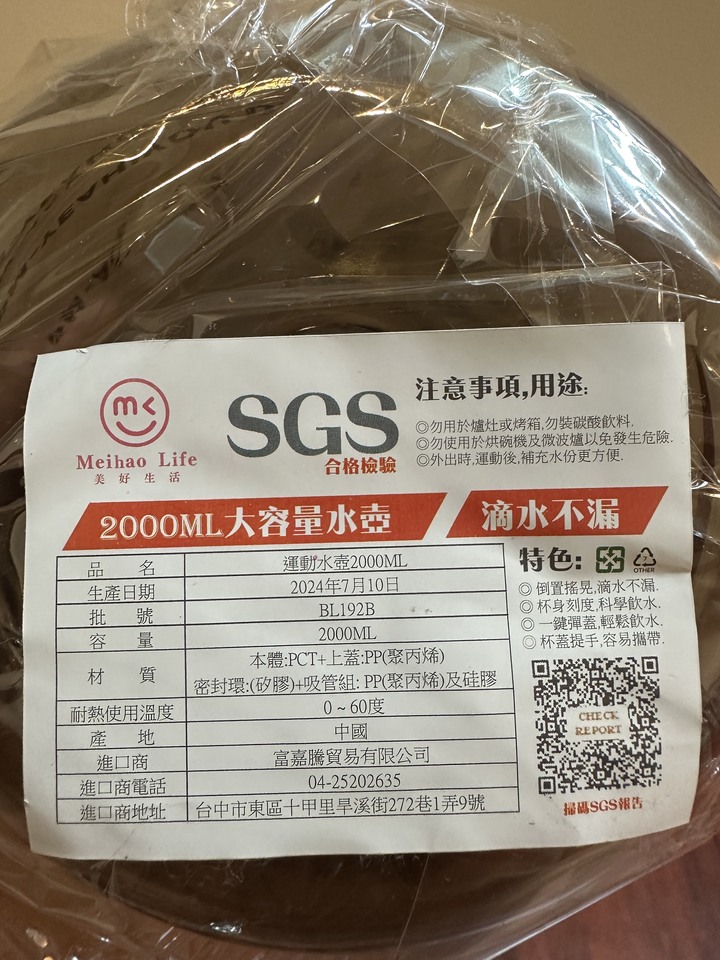 Meihao Life
美好生活
SGS
合格檢驗
注意事項,用途:
◎勿用於爐灶或烤箱,勿裝碳酸飲料.
◎勿使用於烘碗機及微波爐以免發生危險.
◎外出時,運動後,補充水份更方便.
2000ML大容量水壺
滴水不漏
品 名 運動水壺2000ML
生產日期 2024年7月10日
批 號 BL192B
容 量 2000ML
材 質 本體:PCT+上蓋:PP(聚丙烯)
密封環:(矽膠)+吸管組: PP(聚丙烯)及硅膠
耐熱使用溫度 0 ~ 60度
產 地 中國
進口商 富嘉騰貿易有限公司
進口商電話 04-25202635
進口商地址 台中市東區十甲里旱溪街272巷1弄9號
特色:
OTHER
◎ 倒置搖晃,滴水不漏.
◎ 杯身刻度,科學飲水.
◎ 一鍵彈蓋,輕鬆飲水.
◎ 杯蓋提手,容易攜帶.
CHECK
REPORT
掃碼SGS報告